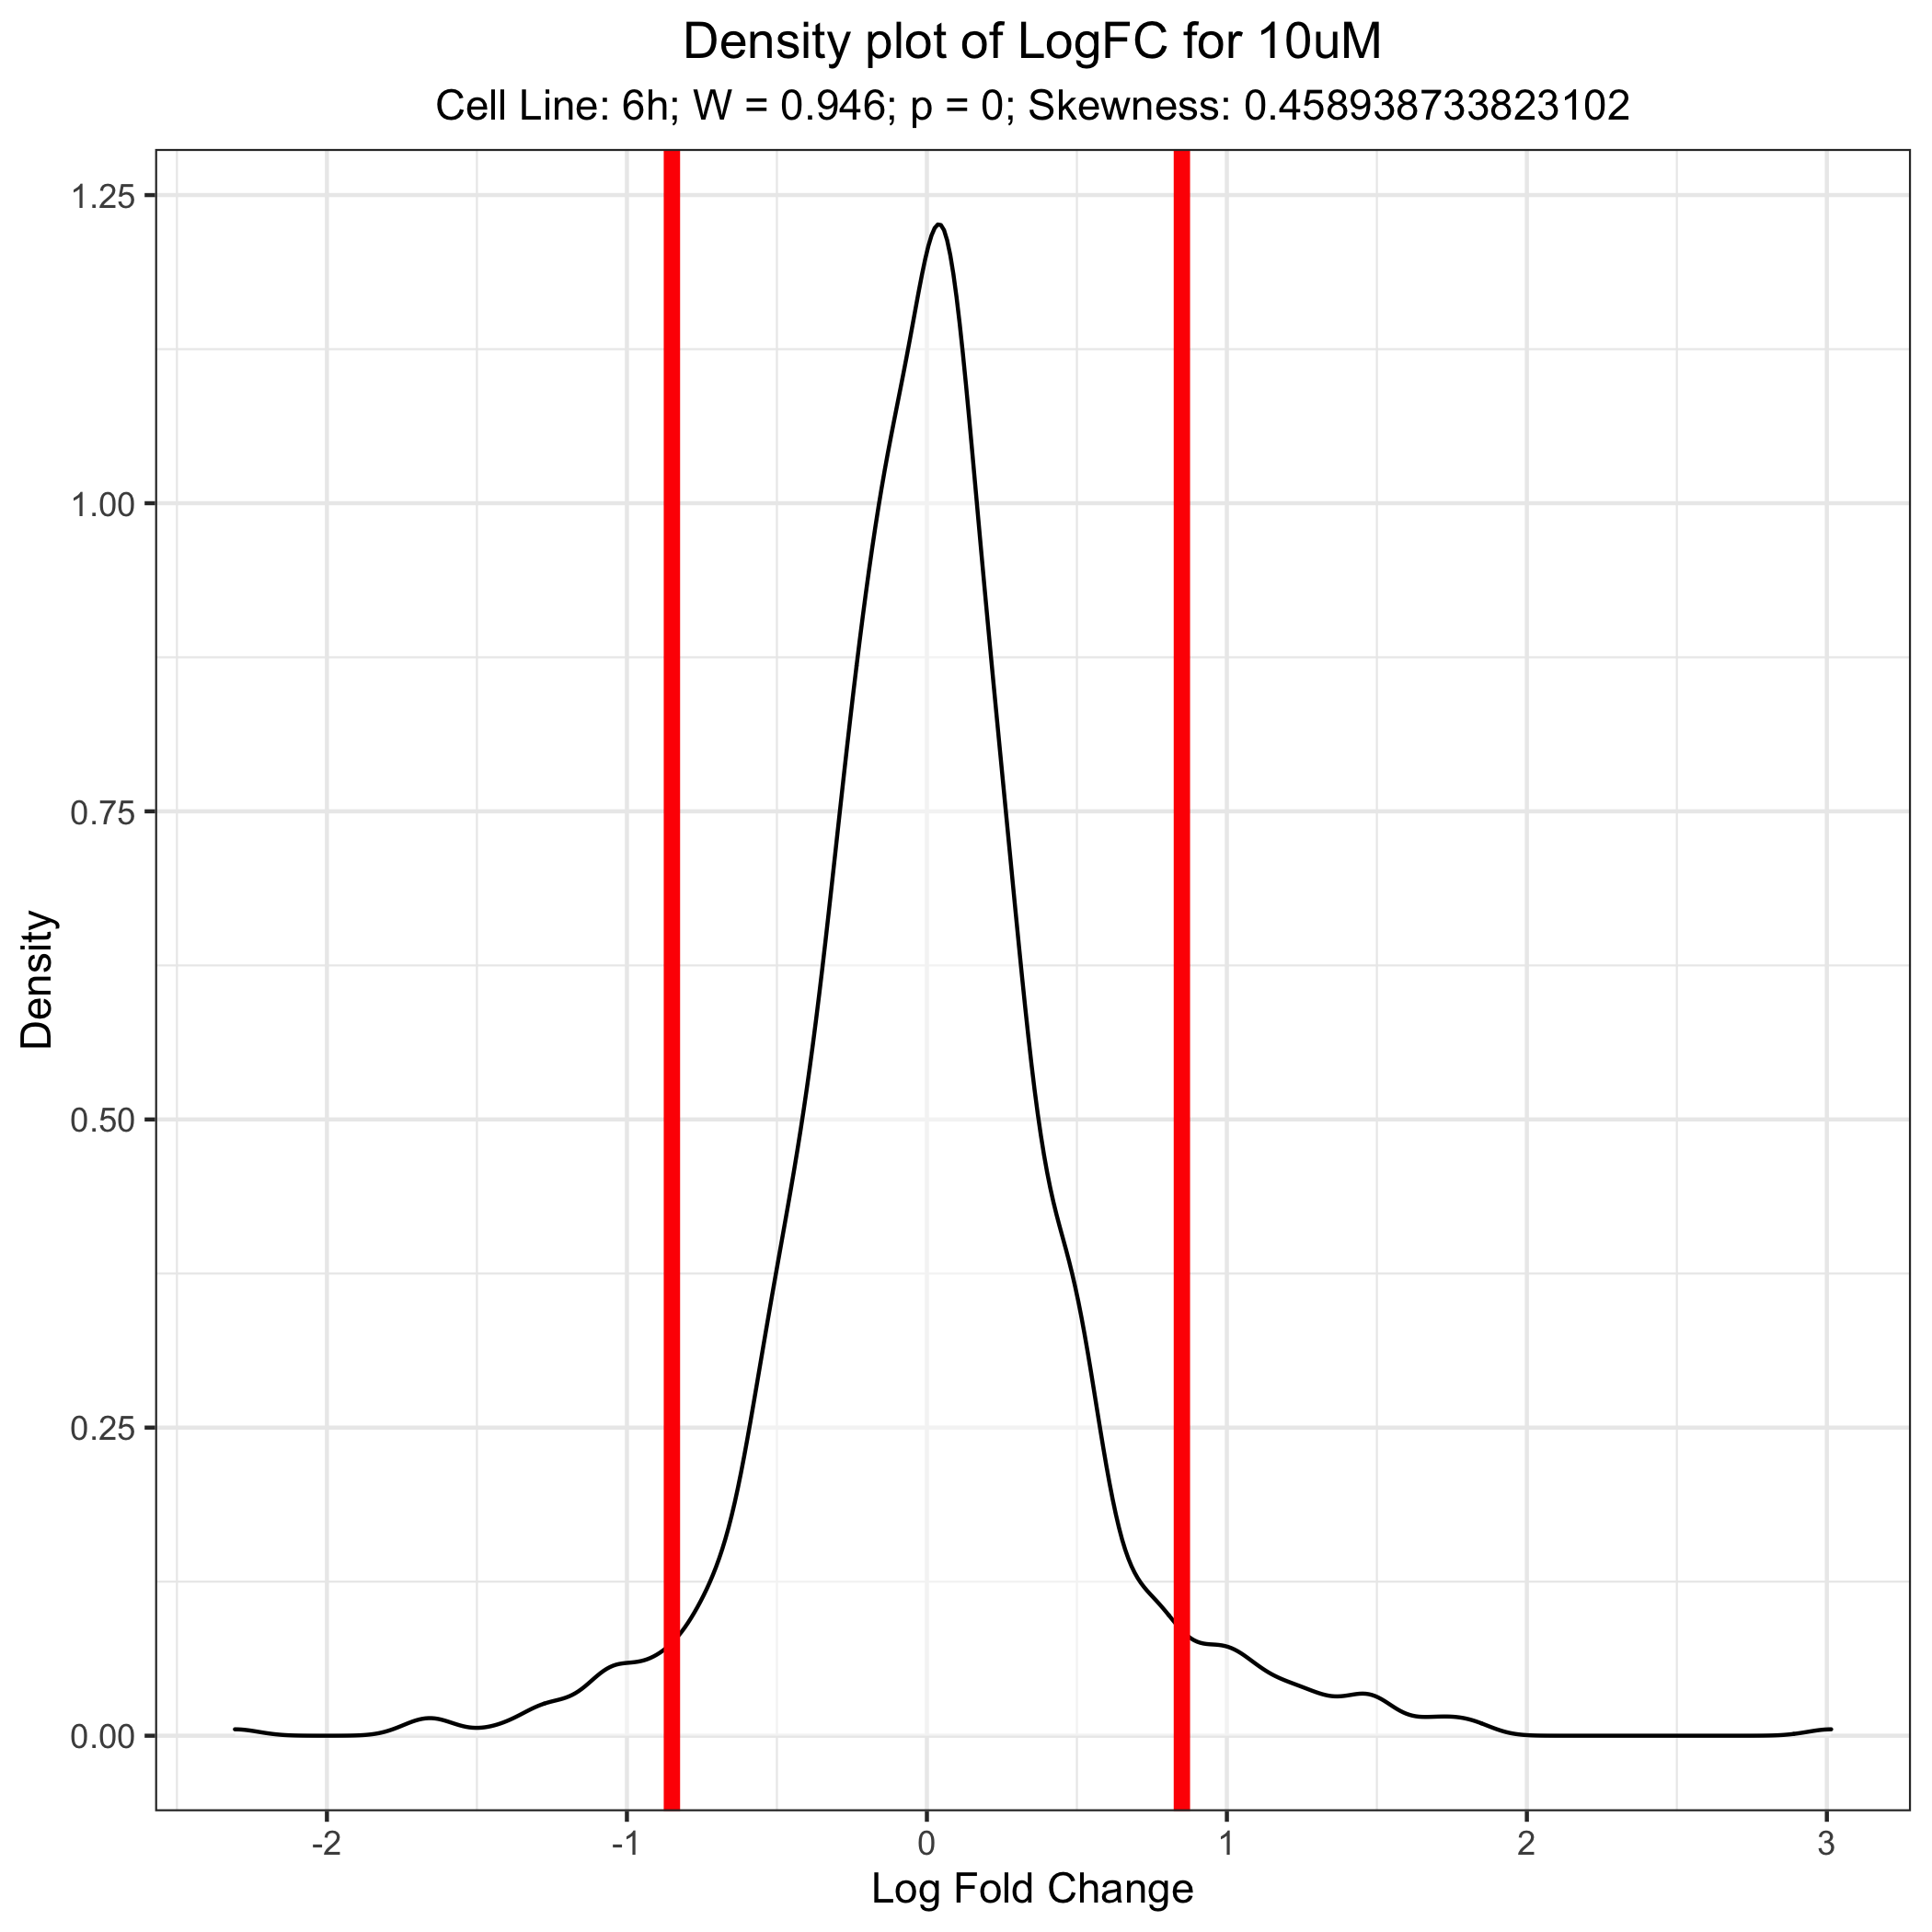 Density plot of LogFC for 10uM
Cell Line: 6h; W = 0.946; p = 0; Skewness: 0.458938733823102
1.25
1.00
0.75
0.50
0.25
0.00
Density
-2 -1 0 1 2 3
Log Fold Change